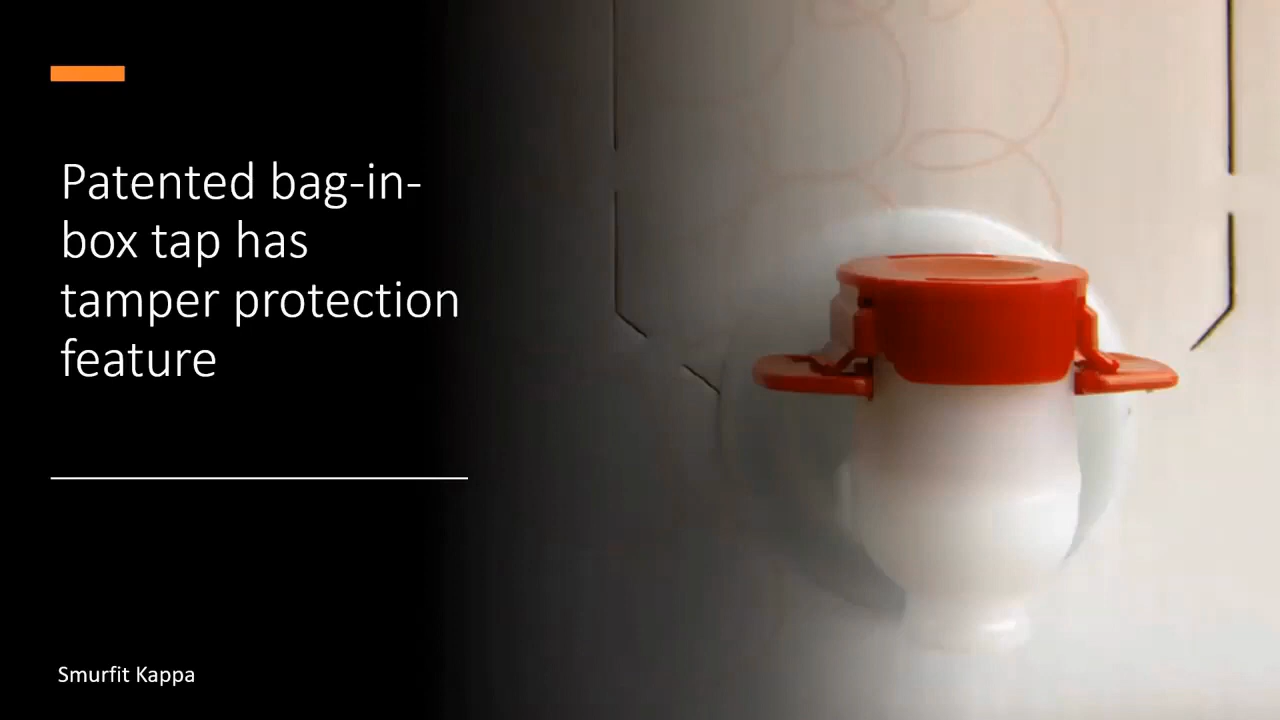 Patented bag-in-
box tap has
tamper protection
feature
Smurfit Kappa